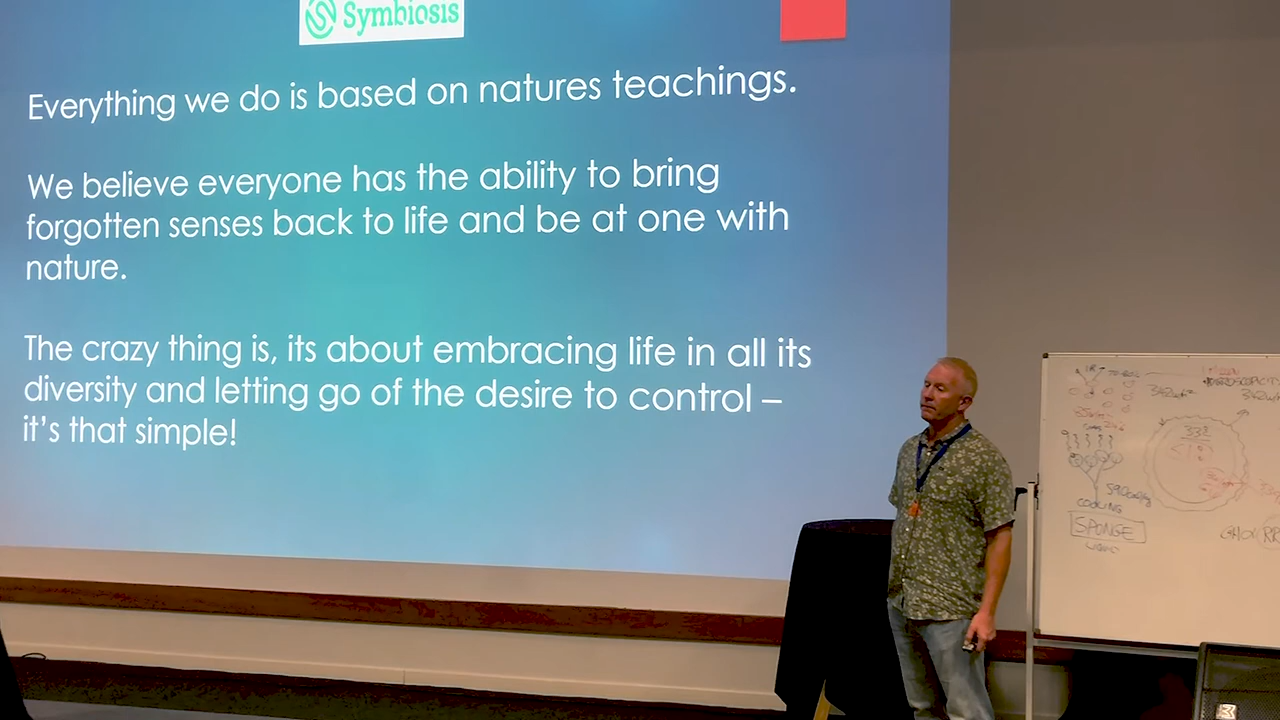 Symbiosis
Everything we do is based on natures teachings.
We believe everyone has the ability to bring
forgotten senses back to life and be at one with
nature.
The crazy thing is, its about embracing life in all its
diversity and letting go of the desire to control –
it's that simple!
332
COOLING
SPONGE